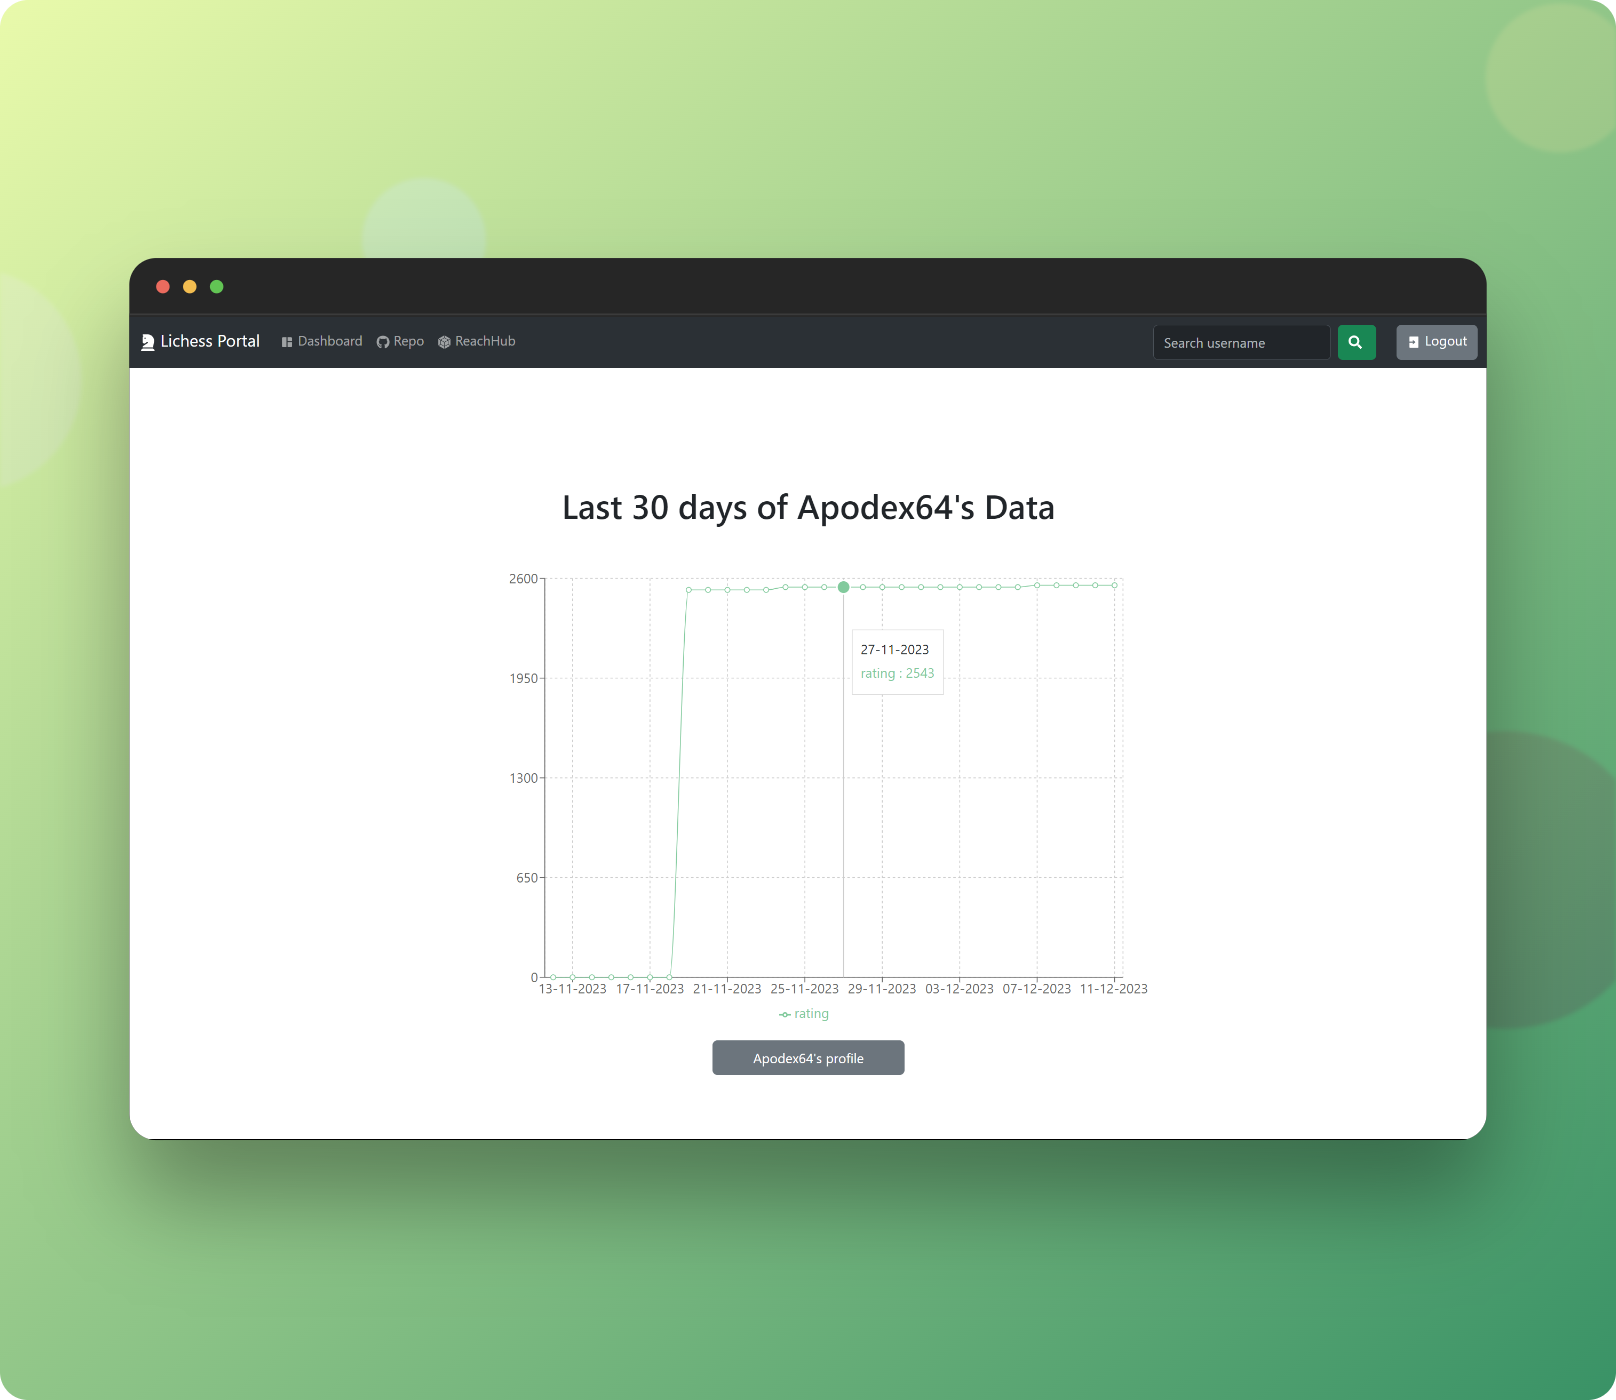 Lichess Portal Dashboard Repo ReachHub Search username Logout
Last 30 days of Apodex64's Data
2600
27-11-2023
rating : 2543
1950
1300
650
0
13-11-2023 17-11-2023 21-11-2023 25-11-2023 29-11-2023 03-12-2023 07-12-2023 11-12-2023
rating
Apodex64's profile